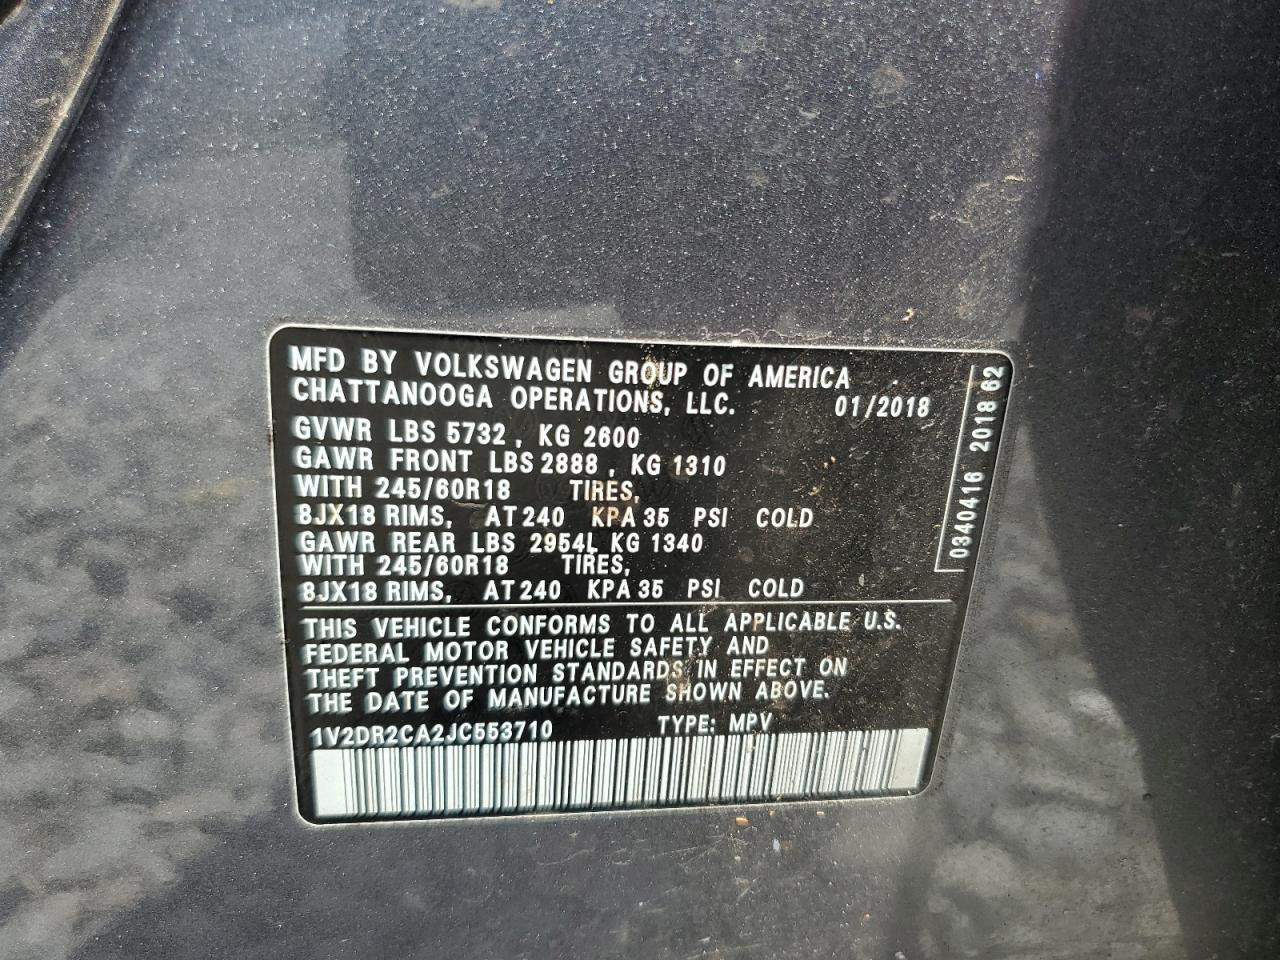 MFD BY VOLKSWAGEN GROUP OF AMERICA
CHATTANOOGA OPERATIONS, LLC. 01/2018
GVWR LBS 5732, KG 2600
GAWR FRONT LBS 2888, KG 1310
WITH 245/60R18 TIRES,
8JX18 RIMS, AT 240 KPA 35 PSI COLD
GAWR REAR LBS 2954L KG 1340
WITH 245/60R18 TIRES,
8JX18 RIMS, AT 240 KPA 35 PSI COLD
THIS VEHICLE CONFORMS TO ALL APPLICABLE U.S.
FEDERAL MOTOR VEHICLE SAFETY AND
THEFT PREVENTION STANDARDS IN EFFECT ON
THE DATE OF MANUFACTURE SHOWN ABOVE.
1V2DR2CA2JC553710 TYPE: MPV
0340416 2018 62